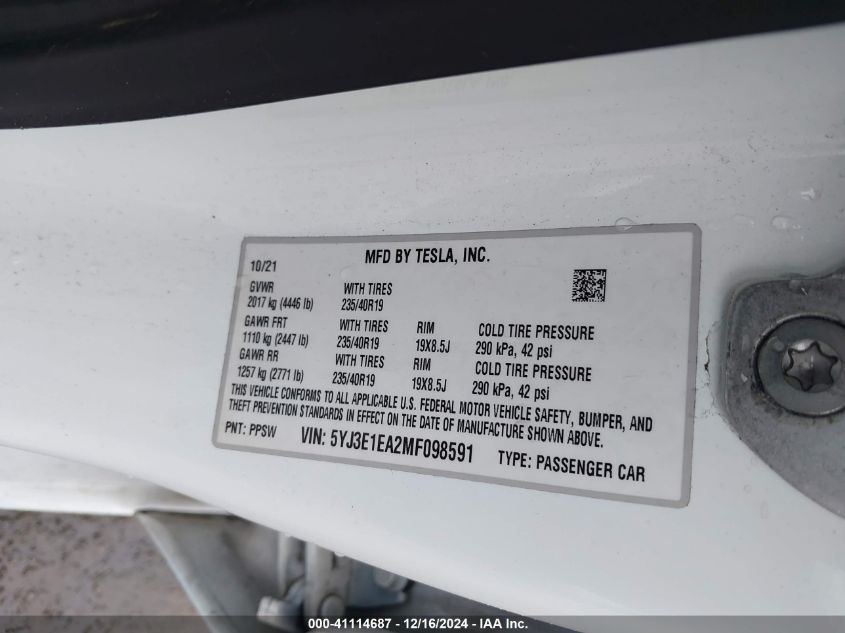 MFD BY TESLA, INC.
10/21
GVWR WITH TIRES
2017 kg (4446 lb) 235/40R19
GAWR FRT WITH TIRES RIM COLD TIRE PRESSURE
1110 kg (2447 lb) 235/40R19 19X8.5J 290 kPa, 42 psi
GAWR RR WITH TIRES RIM COLD TIRE PRESSURE
1257 kg (2771 lb) 235/40R19 19X8.5J 290 kPa, 42 psi
THIS VEHICLE CONFORMS TO ALL APPLICABLE U.S. FEDERAL MOTOR VEHICLE SAFETY, BUMPER, AND
THEFT PREVENTION STANDARDS IN EFFECT ON THE DATE OF MANUFACTURE SHOWN ABOVE.
PNT: PPSW VIN: 5YJ3E1EA2MF098591 TYPE: PASSENGER CAR
000-41114687 - 12/16/2024 - IAA Inc.